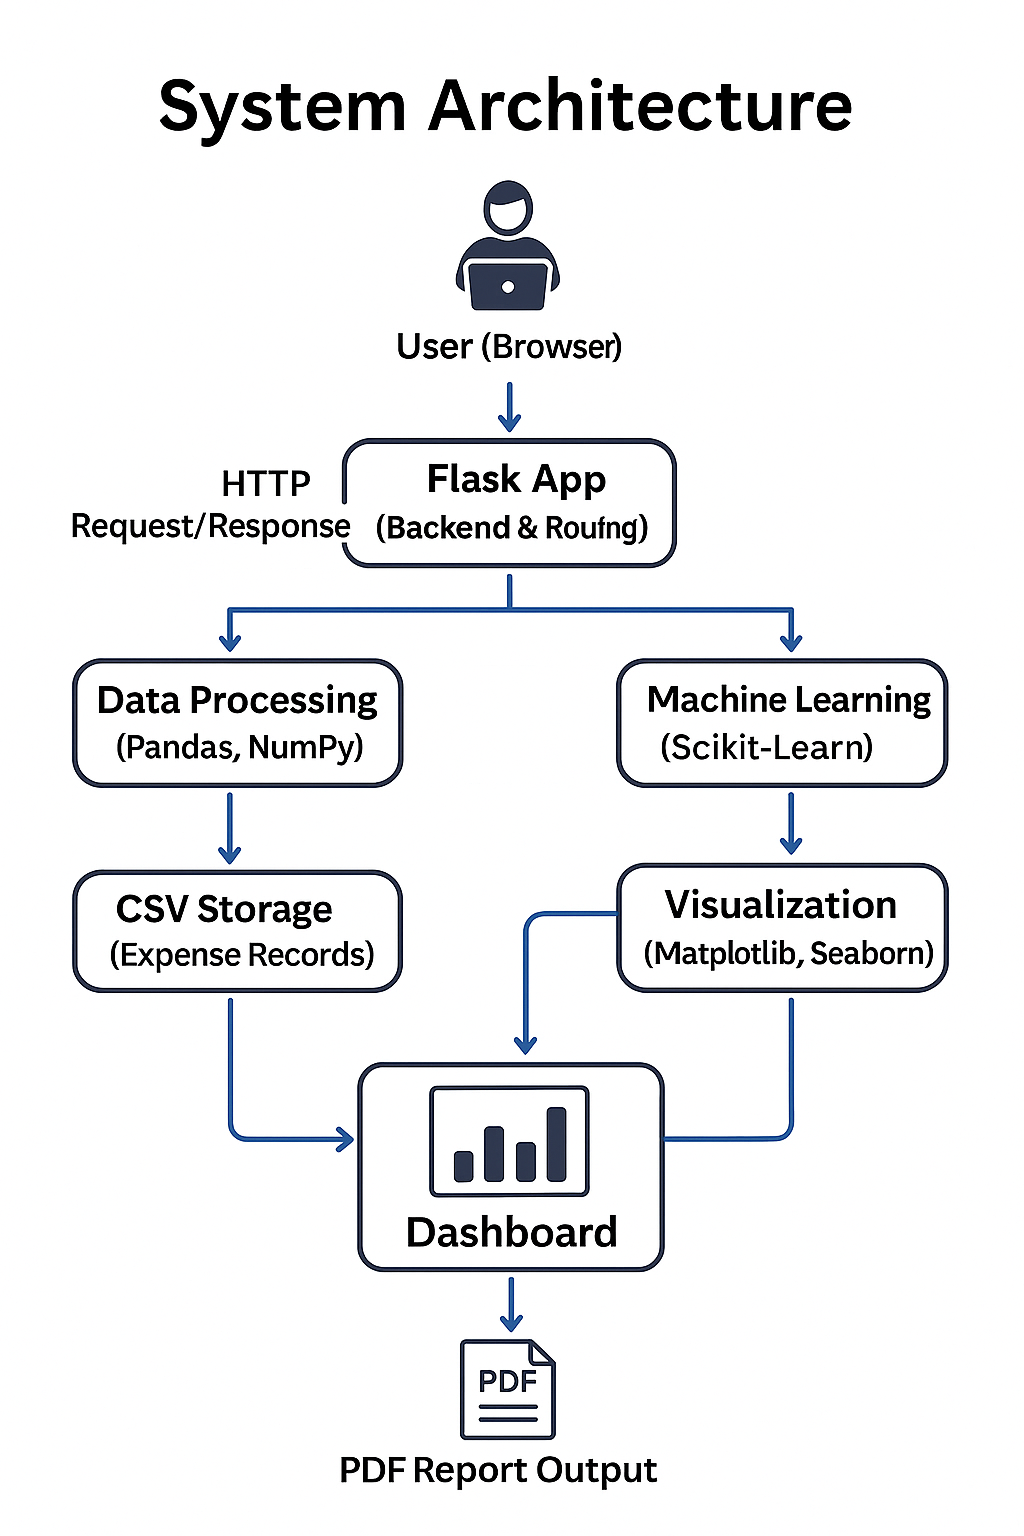 System Architecture
User (Browser)
HTTP
Request/Response
Flask App
(Backend & Roufng)
Data Processing
(Pandas, NumPy)
Machine Learning
(Scikit-Learn)
CSV Storage
(Expense Records)
Visualization
(Matplotlib, Seaborn)
Dashboard
PDF
PDF Report Output